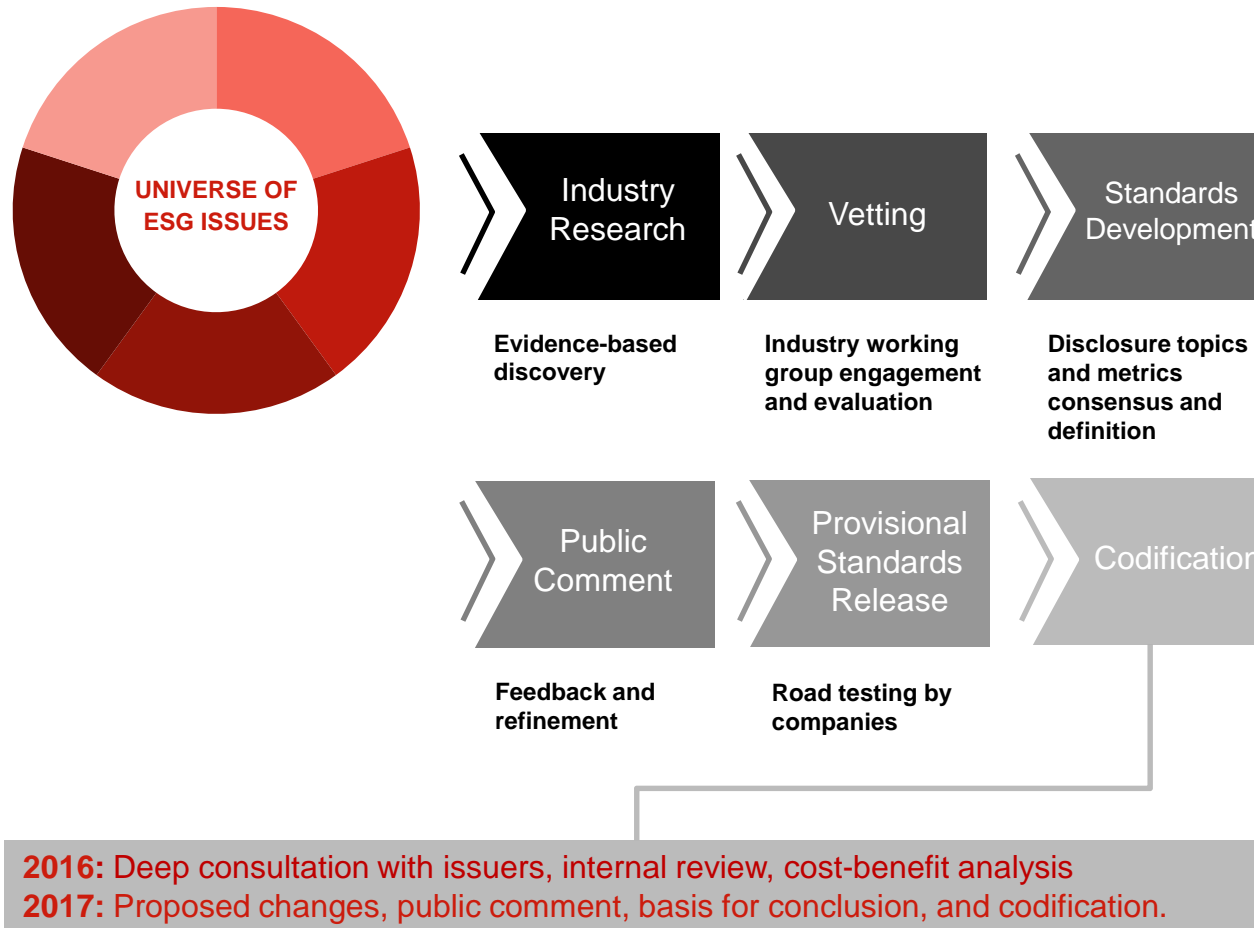 UNIVERSE OF
ESG ISSUES
Industry
Research
Vetting
Standards
Development
Evidence-based
discovery
Industry working
group engagement
and evaluation
Disclosure topics
and metrics
consensus and
definition
Public
Comment
Provisional
Standards
Release
Codification
Feedback and
refinement
Road testing by
companies
2016: Deep consultation with issuers, internal review, cost-benefit analysis
2017: Proposed changes, public comment, basis for conclusion, and codification.